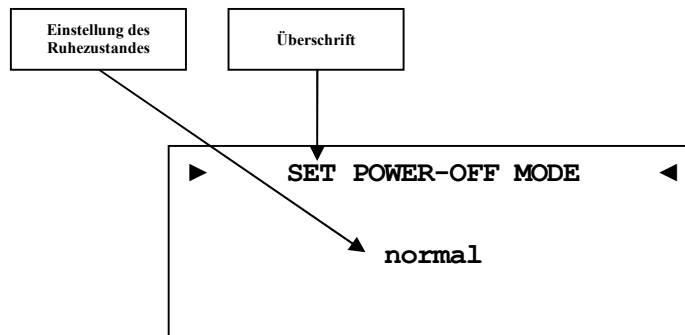 Einstellung des
Ruhezustandes
Überschrift
► SET POWER-OFF MODE ◄
normal